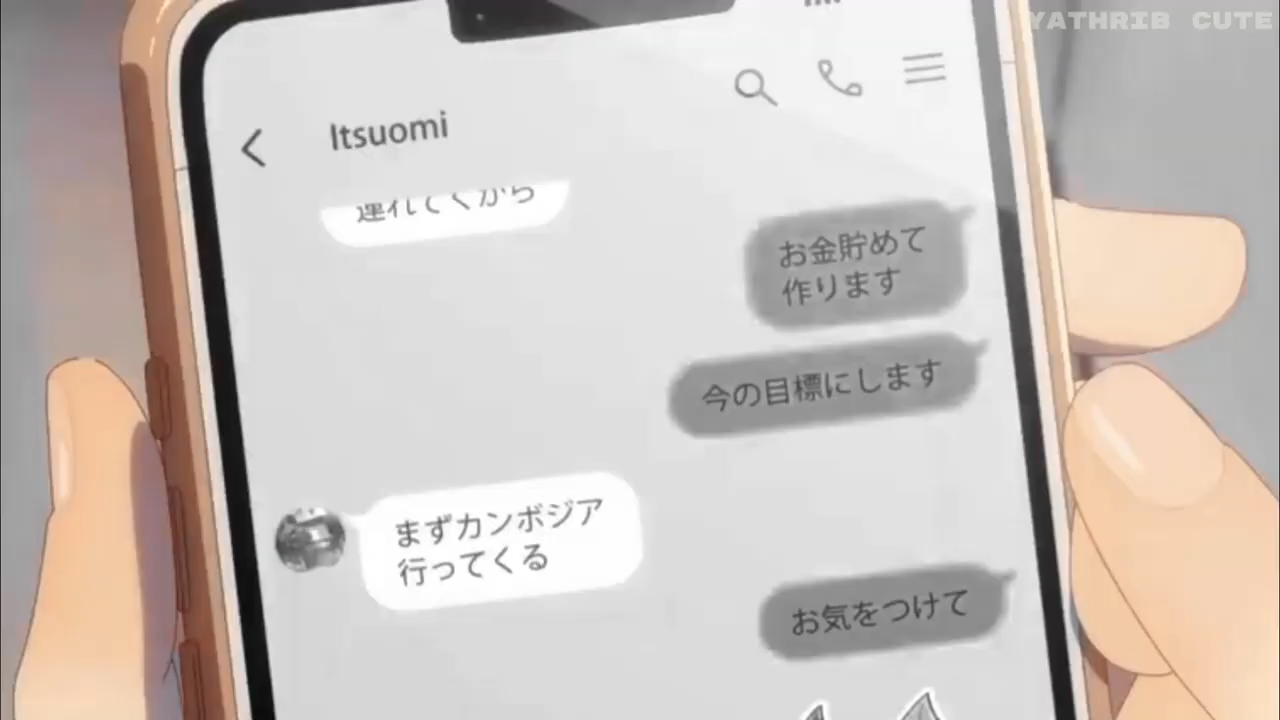 YATHRIB CUTE
Itsuomi
連れてくから
お金貯めて
作ります
今の目標にします
まずカンボジア
行ってくる
お気をつけて